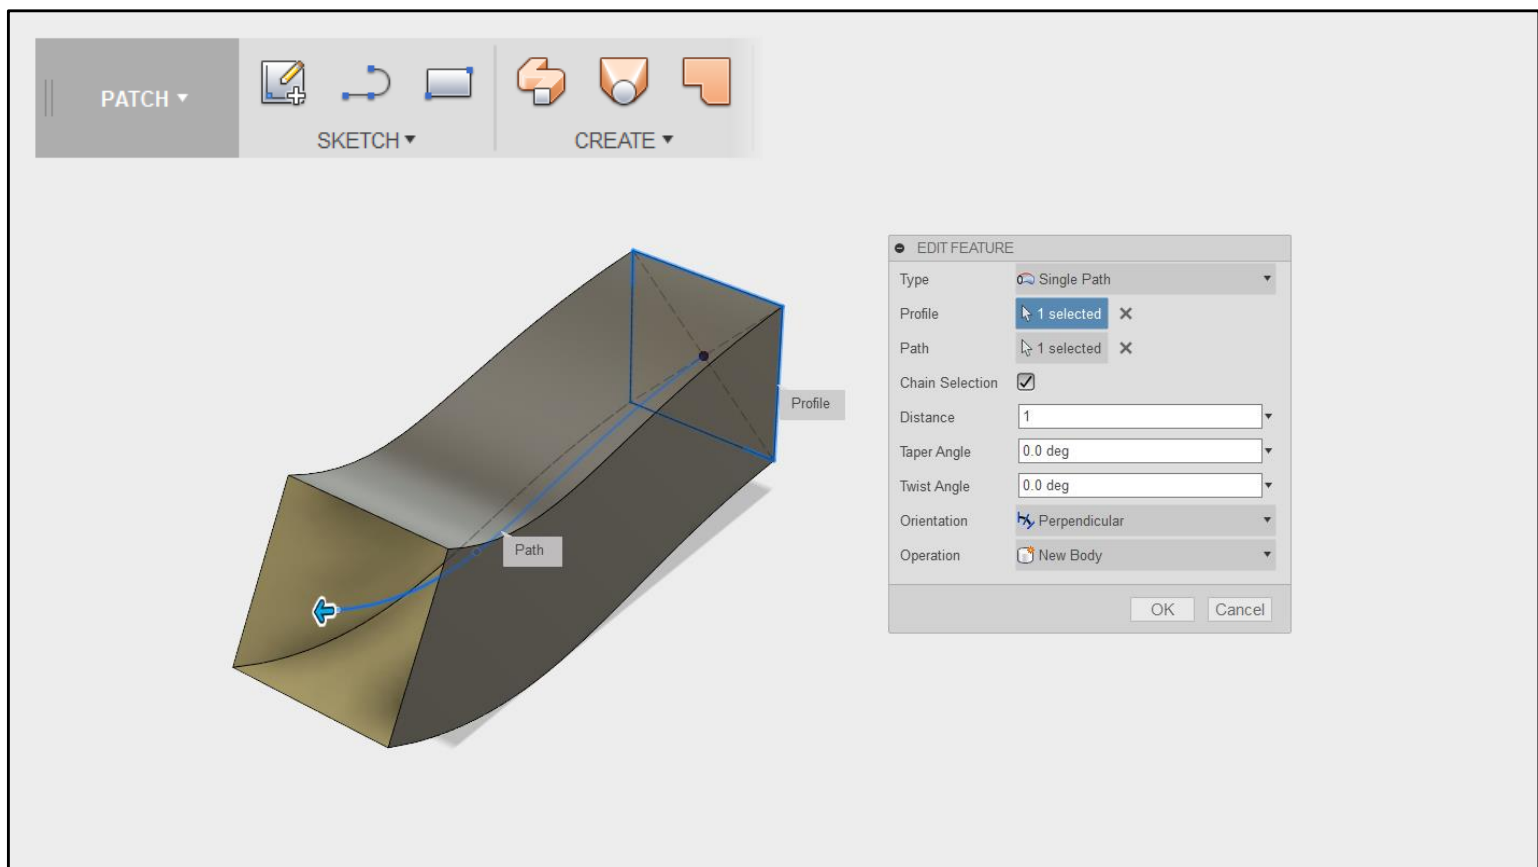 PATCH
SKETCH
CREATE
EDIT FEATURE
Type Single Path
Profile 1 selected
Path 1 selected
Chain Selection
Distance 1
Taper Angle 0.0 deg
Twist Angle 0.0 deg
Orientation Perpendicular
Operation New Body
OK Cancel
Profile
Path